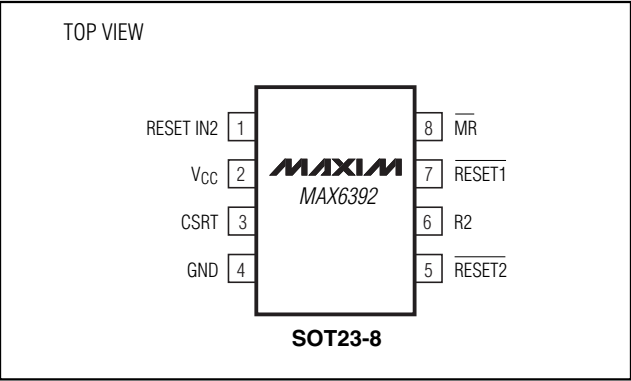 TOP VIEW
RESET IN2 1
VCC 2
CSRT 3
GND 4
MAXIM
MAX6392
8 MR
7 RESET1
6 R2
5 RESET2
SOT23-8